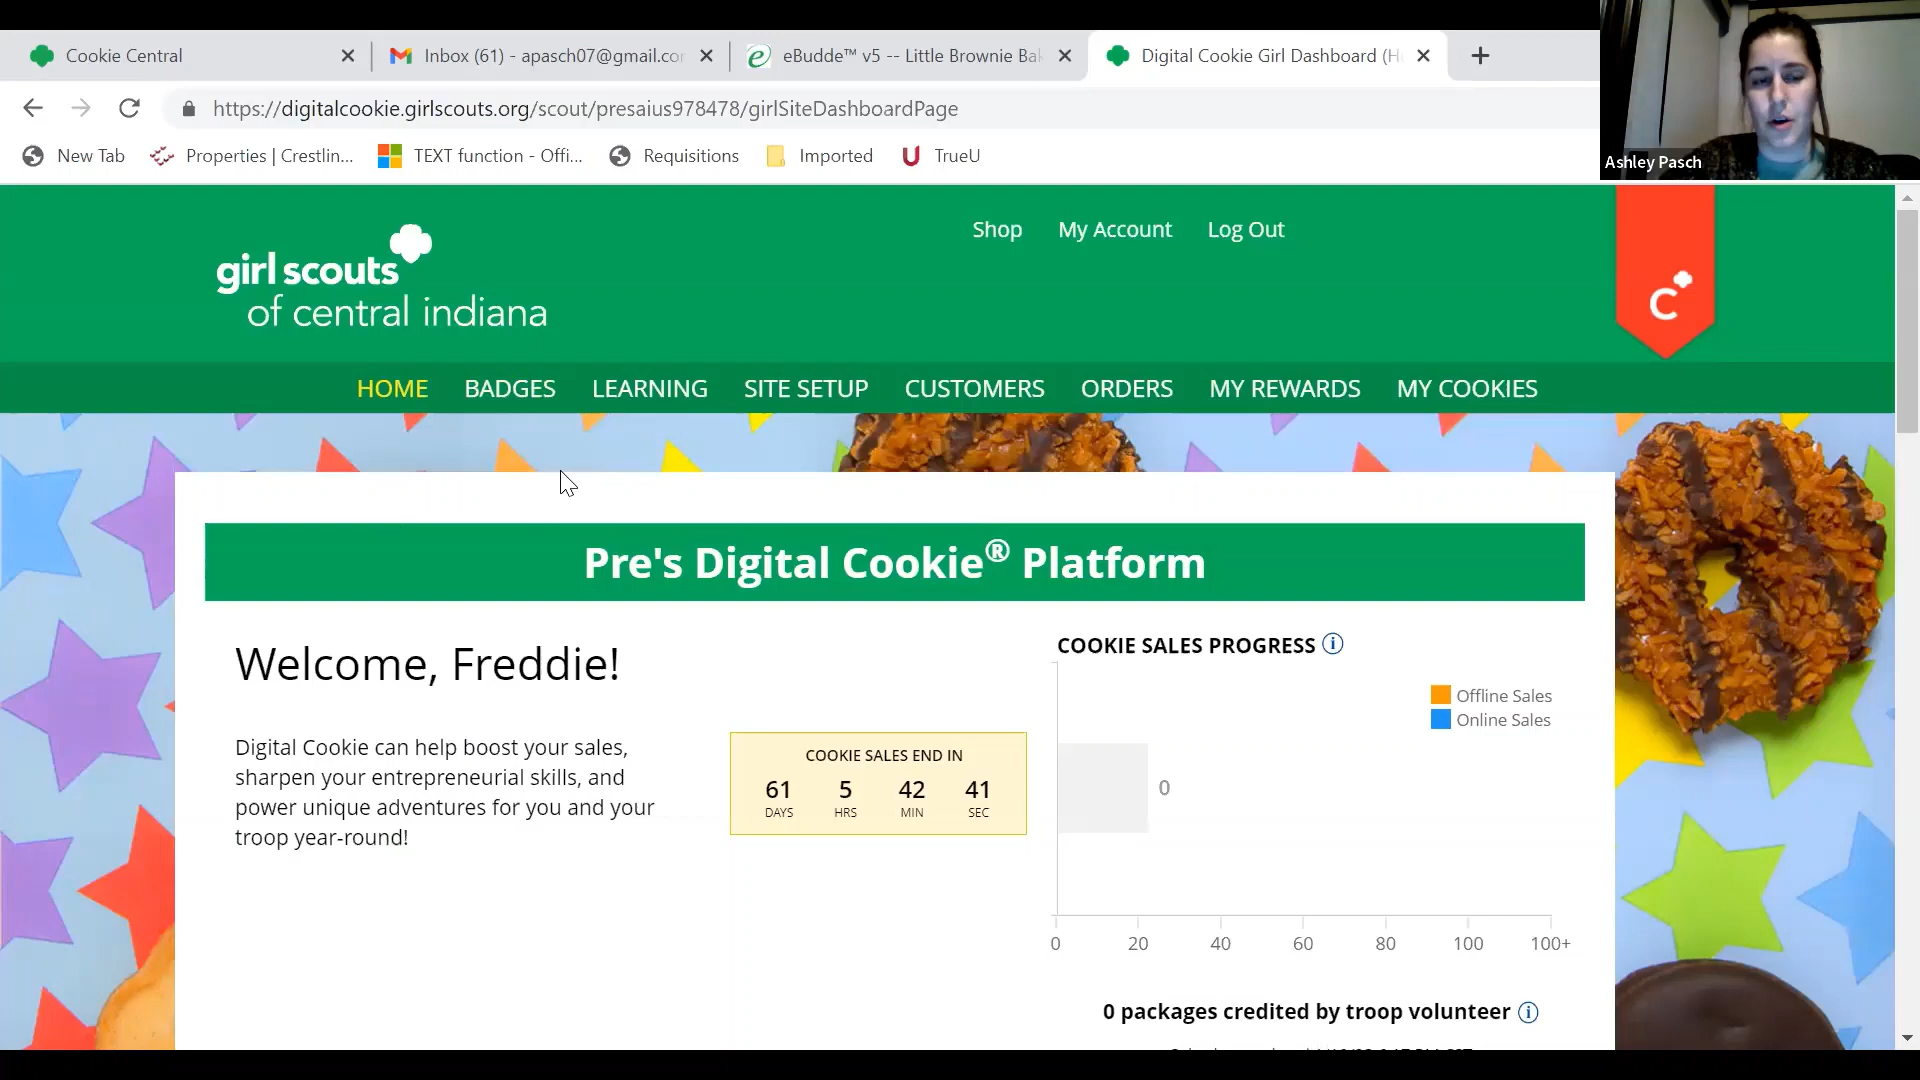 Cookie Central
Inbox (61) - apasch07@gmail.co
eBudde™ v5 -- Little Brownie Bak
Digital Cookie Girl Dashboard (H
https://digitalcookie.girlscouts.org/scout/presaius978478/girlSiteDashboardPage
New Tab
Properties | Crestlin...
TEXT function - Offi...
Requisitions
Imported
TrueU
Ashley Pasch
Shop
My Account
Log Out
girl scouts
of central indiana
C
HOME
BADGES
LEARNING
SITE SETUP
CUSTOMERS
ORDERS
MY REWARDS
MY COOKIES
Pre's Digital Cookie® Platform
Welcome, Freddie!
Digital Cookie can help boost your sales,
sharpen your entrepreneurial skills, and
power unique adventures for you and your
troop year-round!
COOKIE SALES END IN
61 5 42 41
DAYS HRS MIN SEC
COOKIE SALES PROGRESS
Offline Sales
Online Sales
0
0 20 40 60 80 100 100+
0 packages credited by troop volunteer